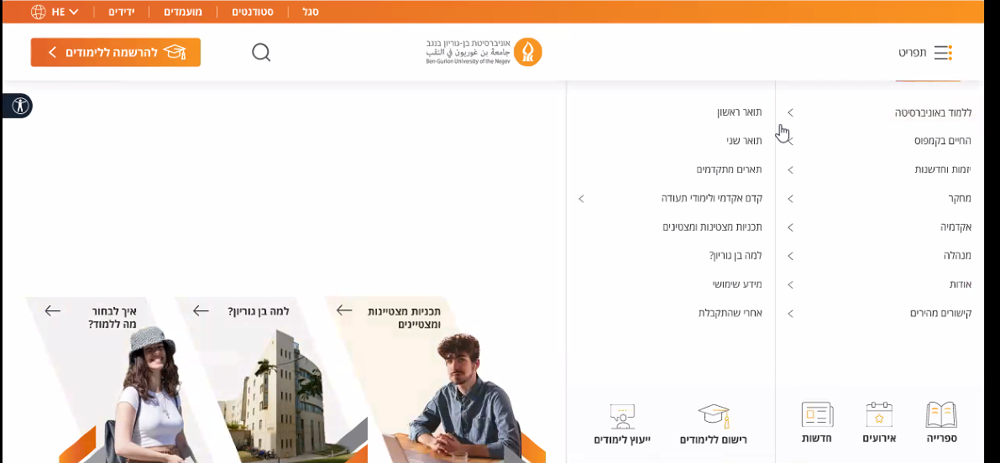 סגל
סטודנטים
מועמדים
ידידים
HE
תפריט
אוניברסיטת בן-גוריון בנגב
جامعة بن غوريون في النقب
Ben-Gurion University of the Negev
להרשמה ללימודים
ללמוד באוניברסיטה
החיים בקמפוס
יזמות וחדשנות
מחקר
אקדמיה
מנהלה
אודות
קישורים מהירים
תואר ראשון
תואר שני
תארים מתקדמים
קדם אקדמי ולימודי תעודה
תכניות מצטינות ומצטינים
למה בן גוריון?
מידע שימושי
אחרי שהתקבלת
תכניות מצטיינות
ומצטיינים
למה בן גוריון?
איך לבחור
מה ללמוד?
ספרייה
אירועים
חדשות
רישום ללימודים
ייעוץ לימודים